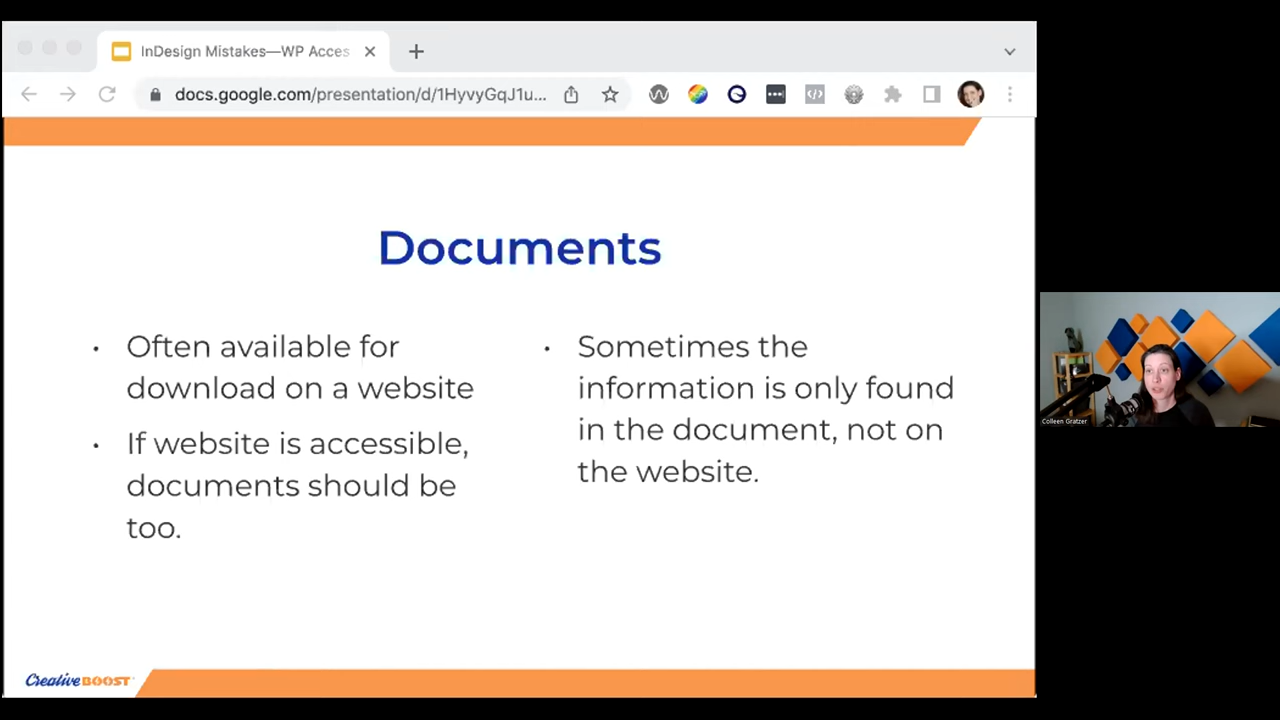 InDesign Mistakes—WP Acces
docs.google.com/presentation/d/1HyvyGqJ1u...
Documents
• Often available for
download on a website
• If website is accessible,
documents should be
too.
• Sometimes the
information is only found
in the document, not on
the website.
Colleen Gratzer
CreativeBOOST